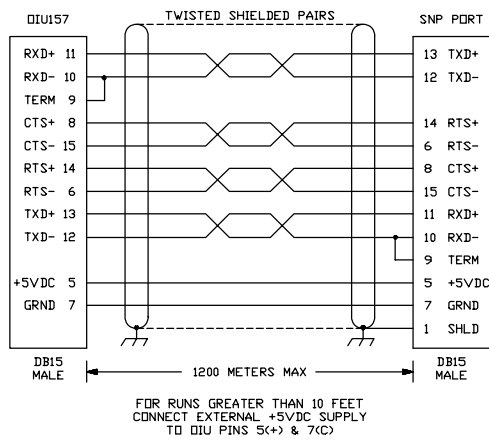 OIU157
TWISTED SHIELDED PAIRS
SNP PORT
RXD+ 11
13 TXD+
RXD- 10
12 TXD-
TERM 9
CTS+ 8
14 RTS+
CTS- 15
6 RTS-
RTS+ 14
8 CTS+
RTS- 6
15 CTS-
TXD+ 13
11 RXD+
TXD- 12
10 RXD-
9 TERM
+5VDC 5
5 +5VDC
GRND 7
7 GRND
1 SHLD
DB15
MALE
1200 METERS MAX
DB15
MALE
FOR RUNS GREATER THAN 10 FEET
CONNECT EXTERNAL +5VDC SUPPLY
TO OIU PINS 5(+) & 7(C)